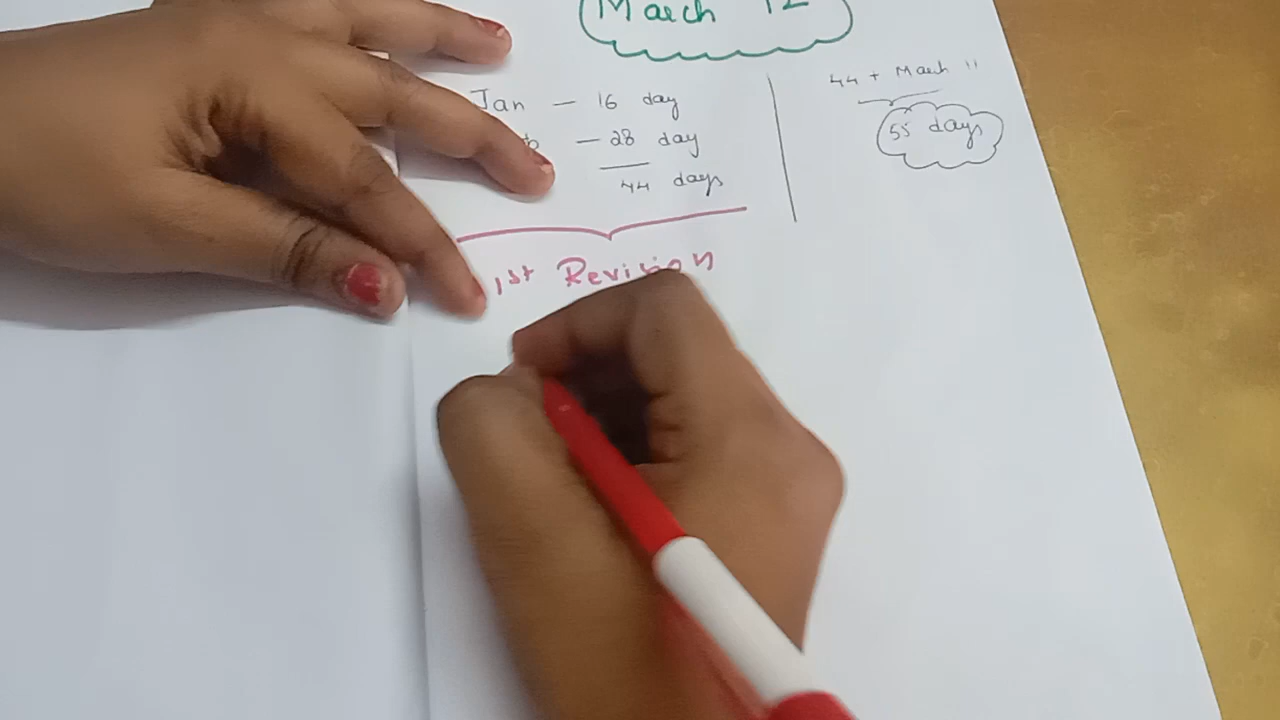 March 12
Jan — 16 day
b — 28 day
44 days
44 + March 11
55 days
1st Revision